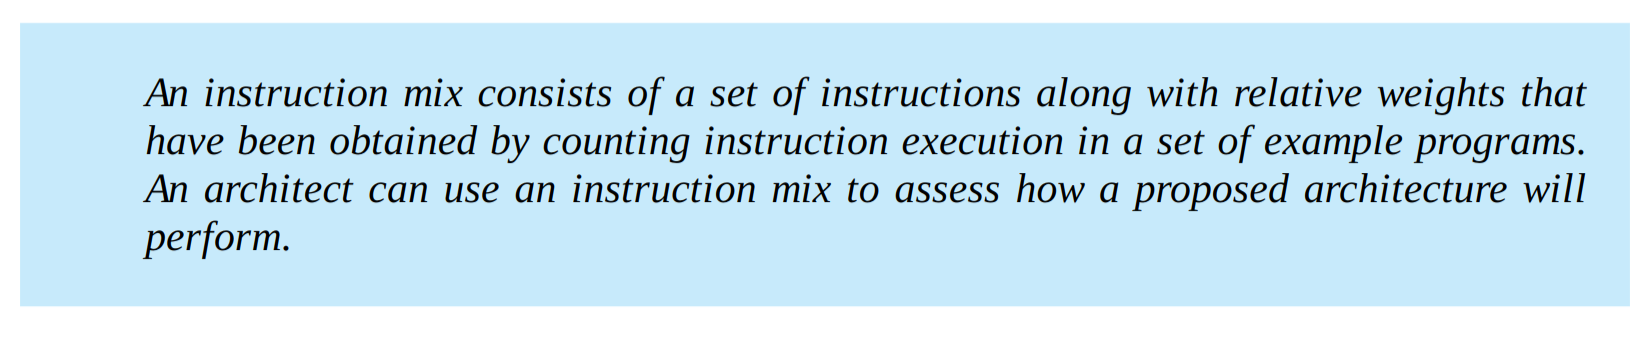 An instruction mix consists of a set of instructions along with relative weights that
have been obtained by counting instruction execution in a set of example programs.
An architect can use an instruction mix to assess how a proposed architecture will
perform.